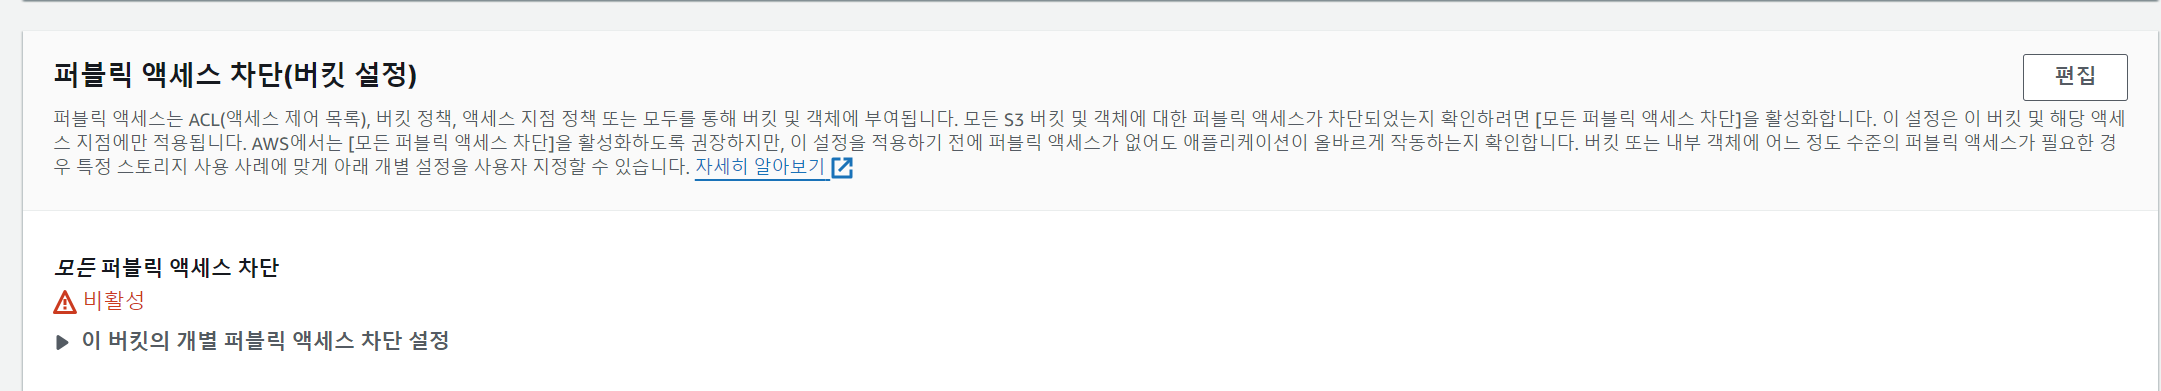 퍼블릭 액세스 차단(버킷 설정)
편집
퍼블릭 액세스는 ACL(액세스 제어 목록), 버킷 정책, 액세스 지점 정책 또는 모두를 통해 버킷 및 객체에 부여됩니다. 모든 S3 버킷 및 객체에 대한 퍼블릭 액세스가 차단되었는지 확인하려면 [모든 퍼블릭 액세스 차단]을 활성화합니다. 이 설정은 이 버킷 및 해당 액세
스 지점에만 적용됩니다. AWS에서는 [모든 퍼블릭 액세스 차단]을 활성화하도록 권장하지만, 이 설정을 적용하기 전에 퍼블릭 액세스가 없어도 애플리케이션이 올바르게 작동하는지 확인합니다. 버킷 또는 내부 객체에 어느 정도 수준의 퍼블릭 액세스가 필요한 경
우 특정 스토리지 사용 사례에 맞게 아래 개별 설정을 사용자 지정할 수 있습니다. 자세히 알아보기
모든 퍼블릭 액세스 차단
비활성
이 버킷의 개별 퍼블릭 액세스 차단 설정